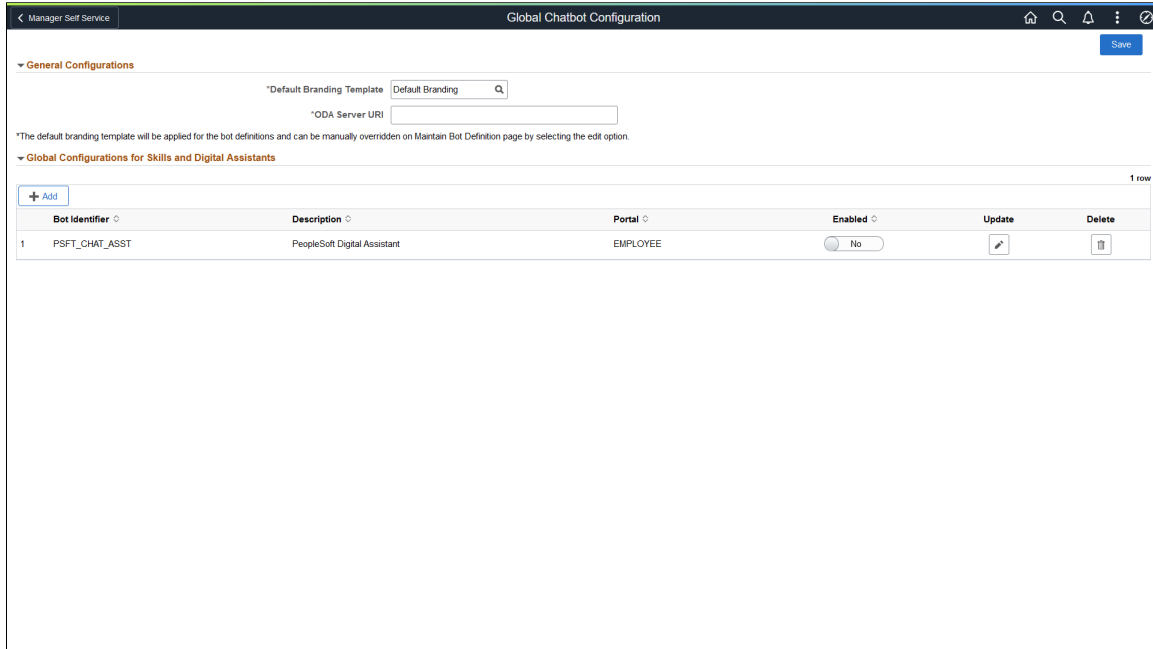 Manager Self Service
Global Chatbot Configuration
Save
General Configurations
*Default Branding Template Default Branding
*ODA Server URI
*The default branding template will be applied for the bot definitions and can be manually overridden on Maintain Bot Definition page by selecting the edit option.
Global Configurations for Skills and Digital Assistants
1 row
Add
Bot Identifier Description Portal Enabled Update Delete
1 PSFT_CHAT_ASST PeopleSoft Digital Assistant EMPLOYEE No